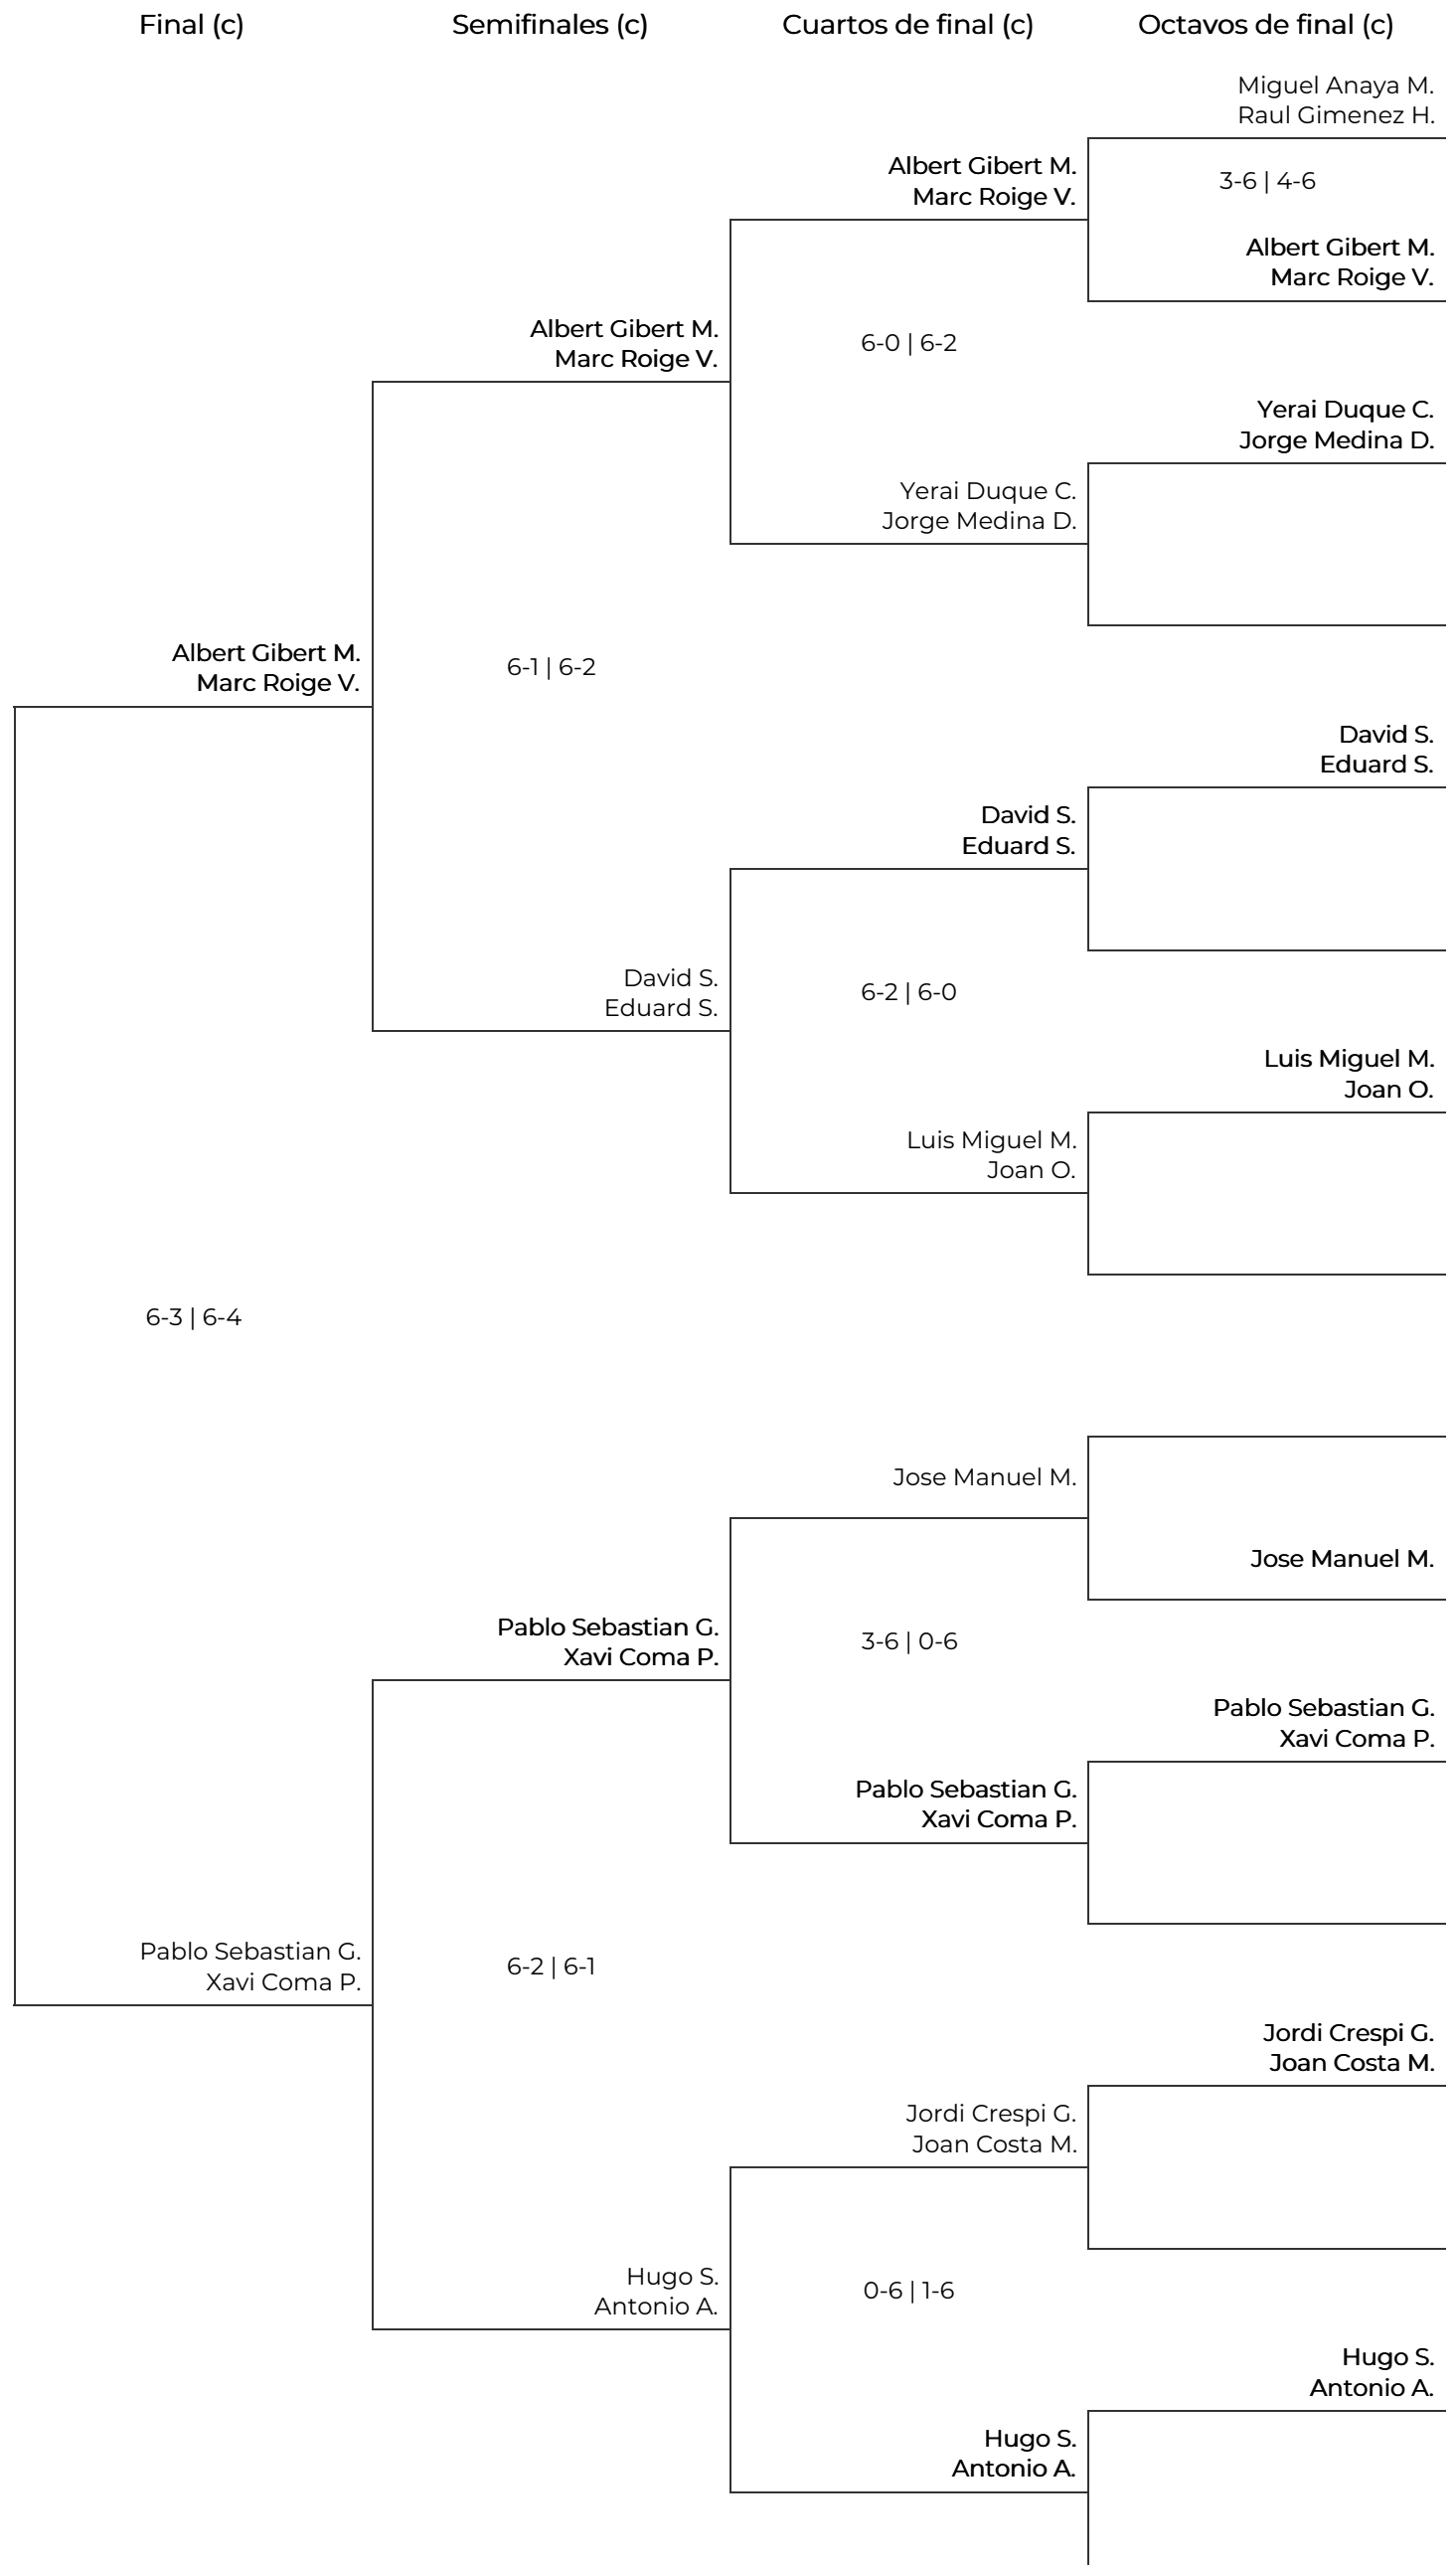 Final (c)
Semifinales (c)
Cuartos de final (c)
Octavos de final (c)
Miguel Anaya M.
Raul Gimenez H.
Albert Gibert M.
Marc Roige V.
3-6 | 4-6
Albert Gibert M.
Marc Roige V.
Albert Gibert M.
Marc Roige V.
6-0 | 6-2
Yerai Duque C.
Jorge Medina D.
Yerai Duque C.
Jorge Medina D.
Albert Gibert M.
Marc Roige V.
6-1 | 6-2
David S.
Eduard S.
David S.
Eduard S.
David S.
Eduard S.
6-2 | 6-0
Luis Miguel M.
Joan O.
Luis Miguel M.
Joan O.
6-3 | 6-4
Jose Manuel M.
Jose Manuel M.
Pablo Sebastian G.
Xavi Coma P.
3-6 | 0-6
Pablo Sebastian G.
Xavi Coma P.
Pablo Sebastian G.
Xavi Coma P.
Pablo Sebastian G.
Xavi Coma P.
6-2 | 6-1
Jordi Crespi G.
Joan Costa M.
Jordi Crespi G.
Joan Costa M.
Hugo S.
Antonio A.
0-6 | 1-6
Hugo S.
Antonio A.
Hugo S.
Antonio A.